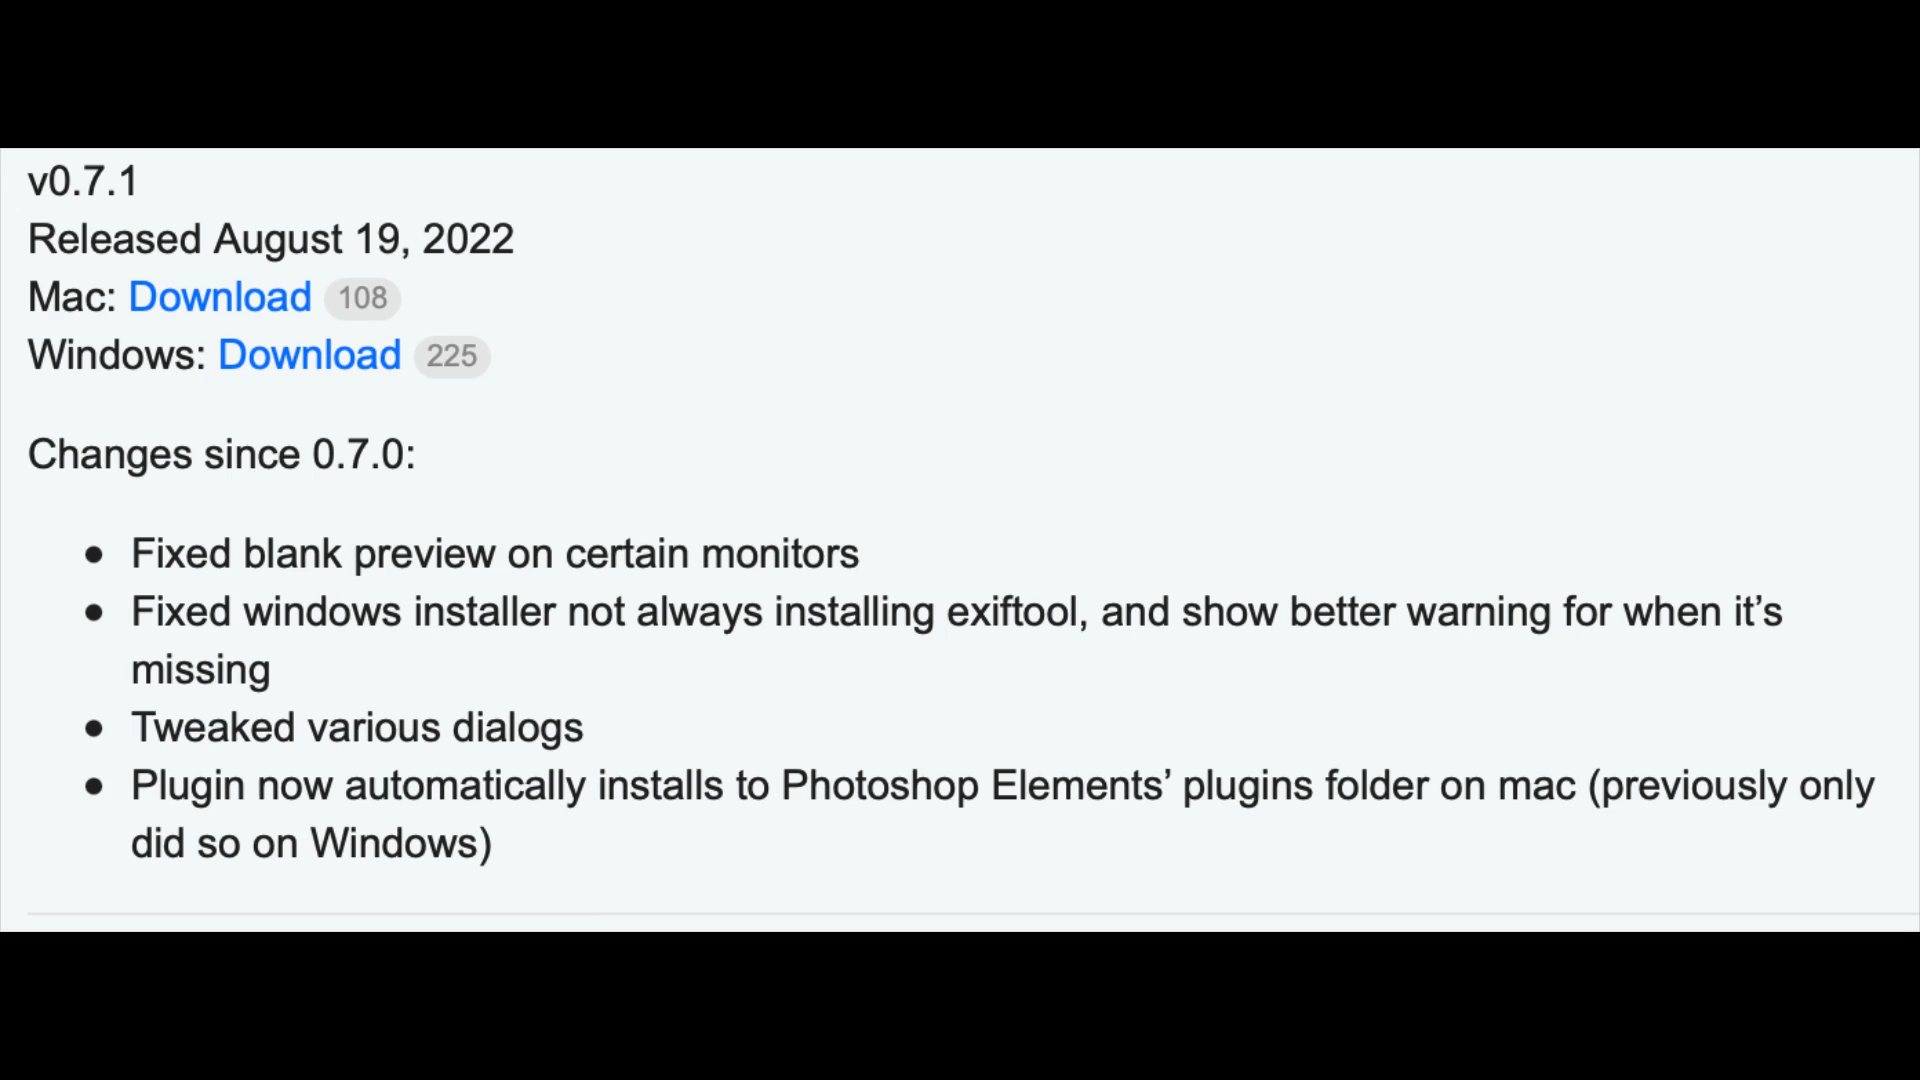 v0.7.1
Released August 19, 2022
Mac: Download 108
Windows: Download 225
Changes since 0.7.0:
● Fixed blank preview on certain monitors
● Fixed windows installer not always installing exiftool, and show better warning for when it’s
missing
● Tweaked various dialogs
● Plugin now automatically installs to Photoshop Elements’ plugins folder on mac (previously only
did so on Windows)